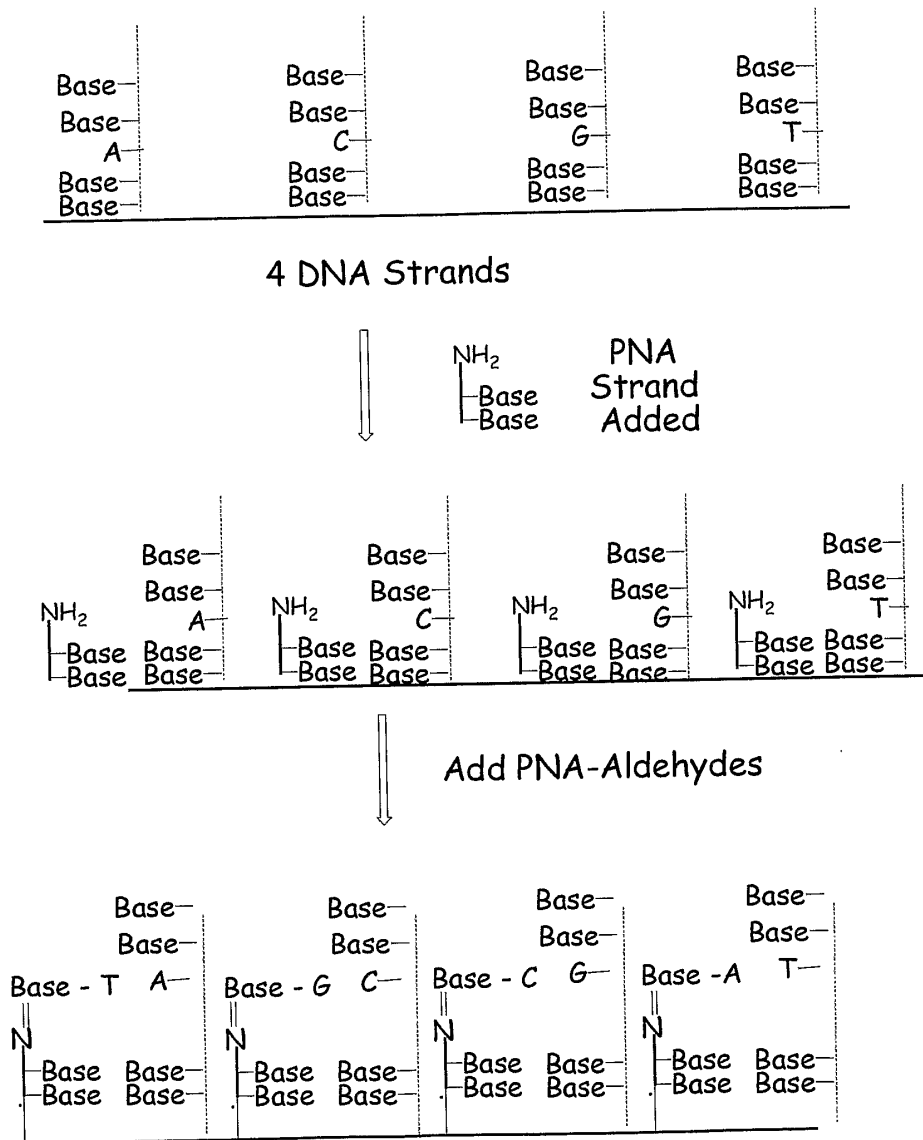 Base Base Base Base
Base Base Base Base
A C G T
Base Base Base Base
Base Base Base Base
4 DNA Strands
NH2 PNA
Base Strand
Base Added
Base Base Base Base
Base Base Base Base
NH2 A NH2 C NH2 G NH2 T
Base Base Base Base Base Base Base Base
Base Base Base Base Base Base Base Base
Add PNA-Aldehydes
Base Base Base Base
Base Base Base Base
Base - T A Base - G C Base - C G Base - A T
N N N N
Base Base Base Base Base Base Base Base
Base Base Base Base Base Base Base Base